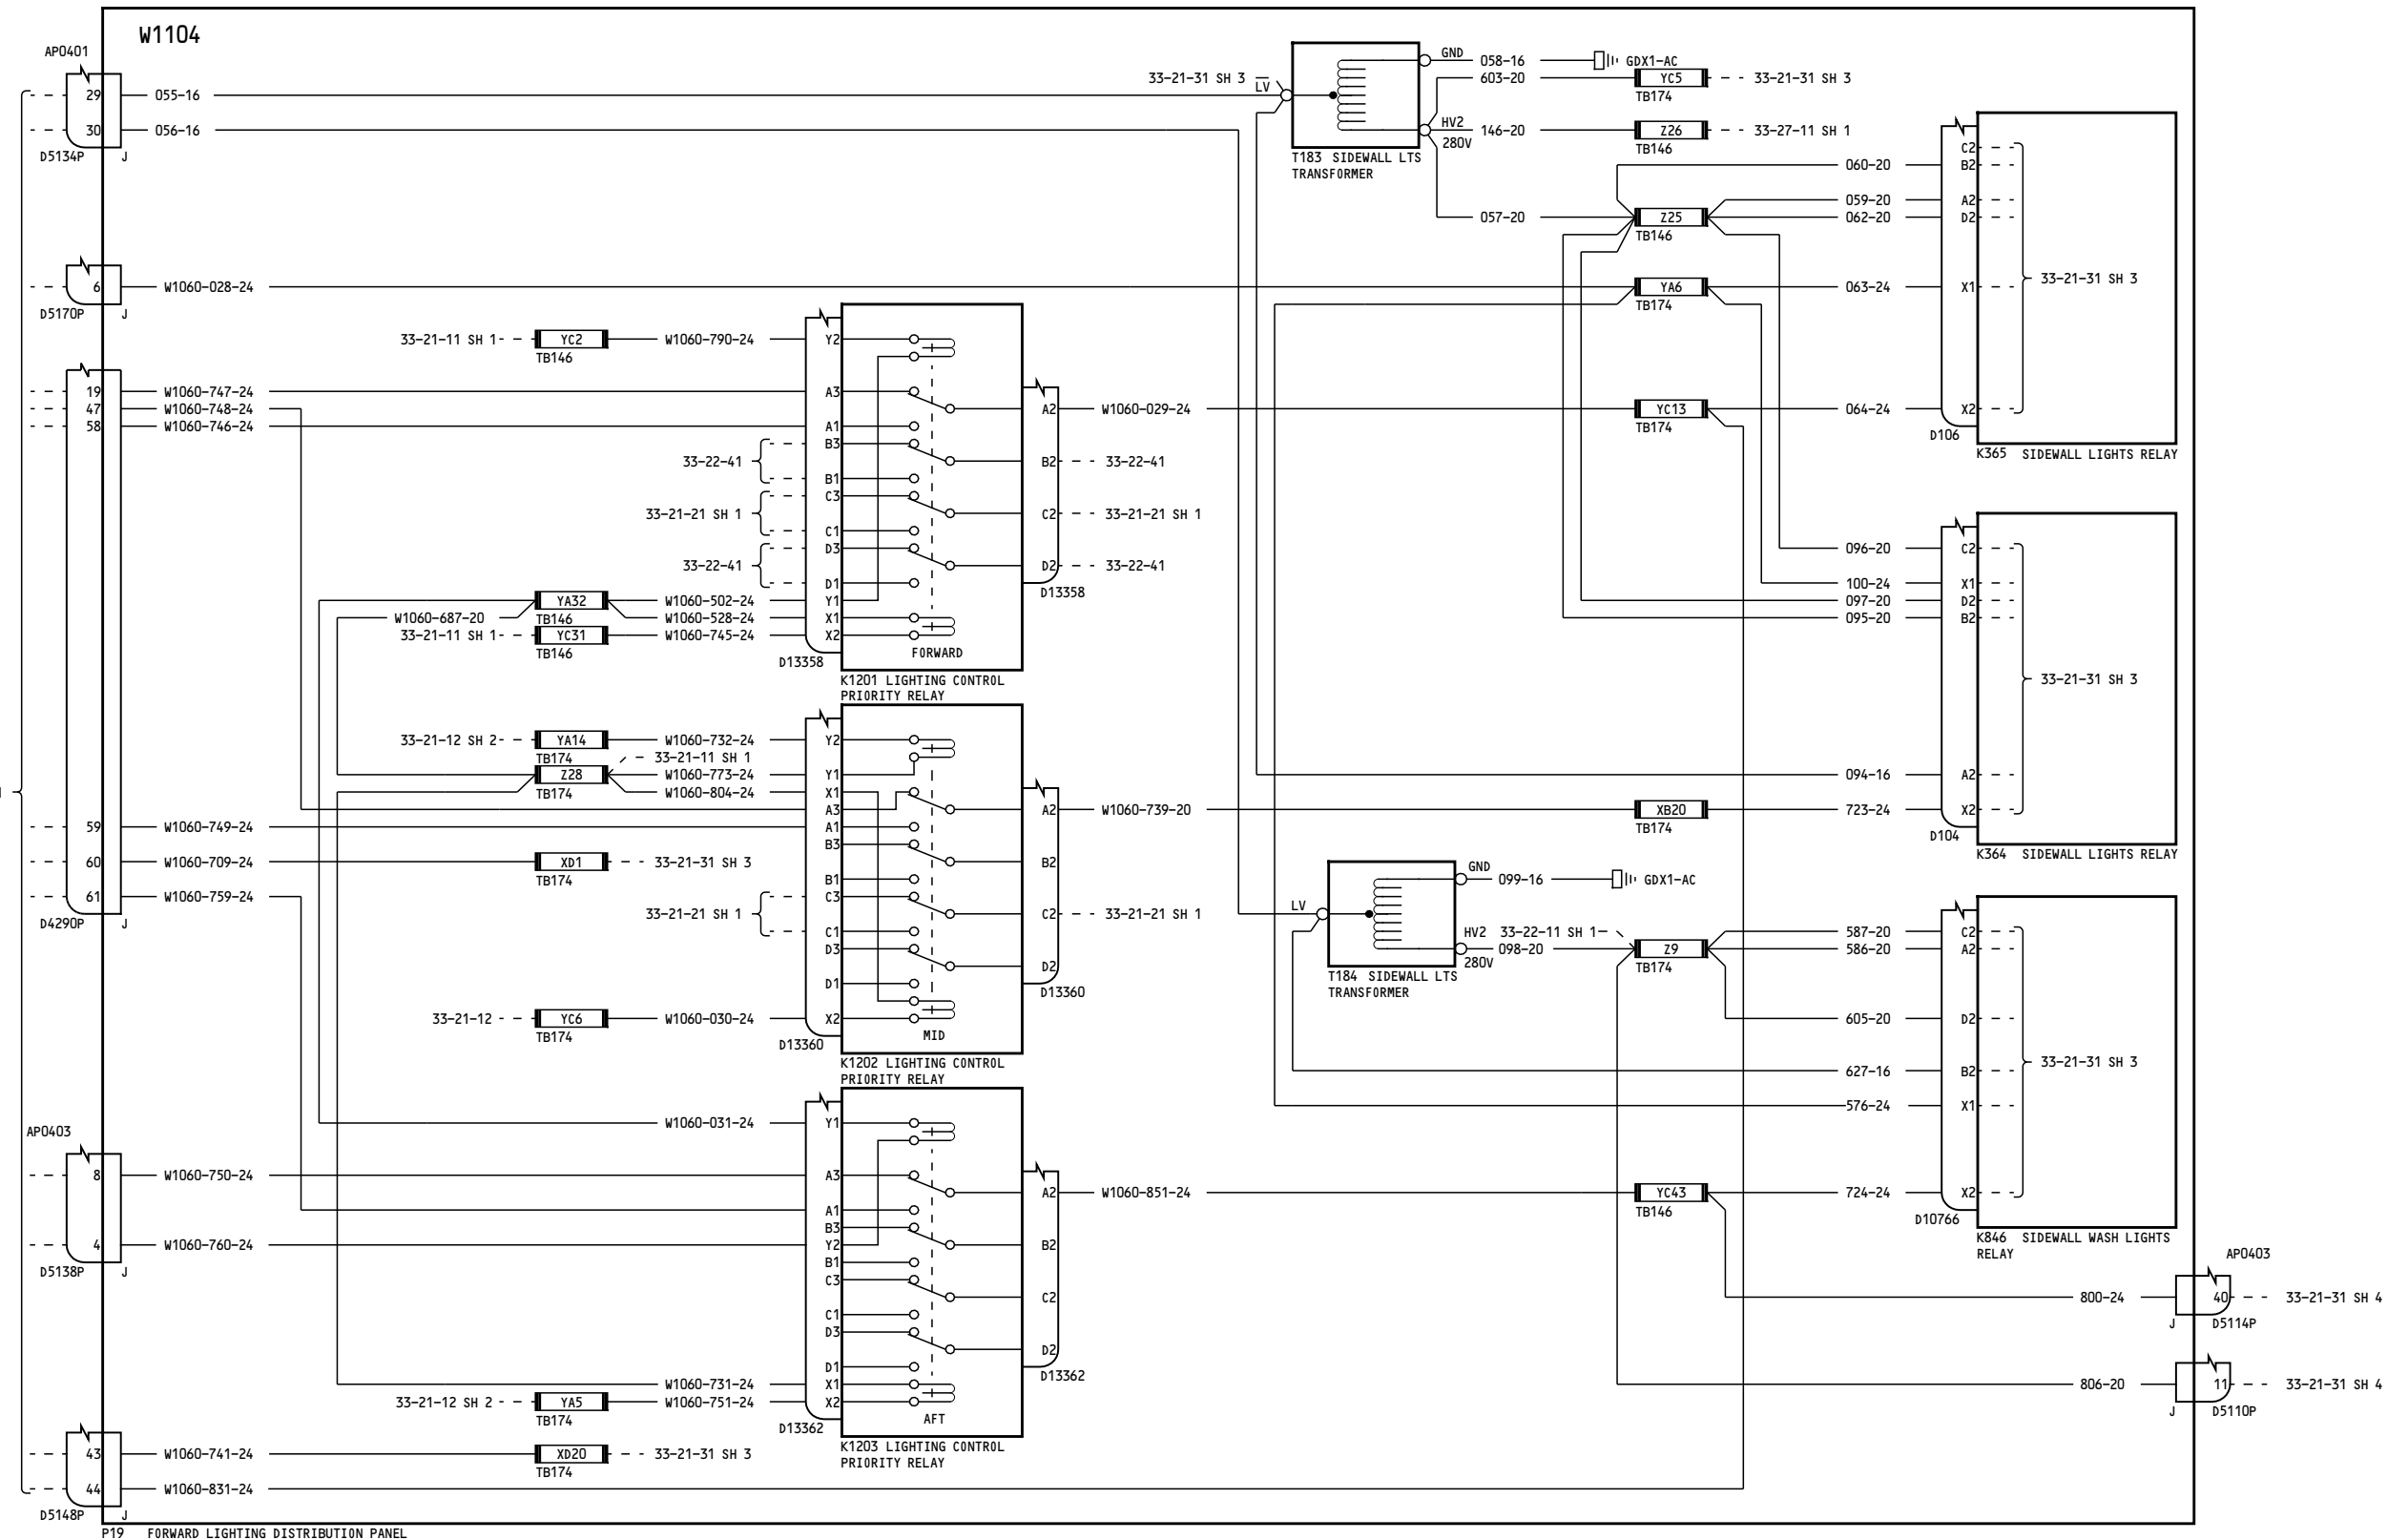 W1104
AP0401
29
055-16
30
056-16
D5134P
J
33-21-31 SH 3
LV
GND
058-16
GDX1-AC
603-20
YC5
33-21-31 SH 3
TB174
HV2
146-20
Z26
33-27-11 SH 1
280V
TB146
T183 SIDEWALL LTS
TRANSFORMER
057-20
Z25
TB146
060-20
059-20
062-20
C2
B2
A2
D2
6
W1060-028-24
D5170P
J
YA6
TB174
063-24
X1
33-21-31 SH 3
33-21-11 SH 1
YC2
W1060-790-24
Y2
TB146
19
W1060-747-24
A3
47
W1060-748-24
58
W1060-746-24
A1
A2
W1060-029-24
YC13
TB174
064-24
X2
D106
K365 SIDEWALL LIGHTS RELAY
33-22-41
B3
B1
B2
33-22-41
33-21-21 SH 1
C3
C1
C2
33-21-21 SH 1
33-22-41
D3
D1
D2
33-22-41
D13358
YA32
W1060-502-24
Y1
W1060-687-20
TB146
W1060-528-24
X1
33-21-11 SH 1
YC31
W1060-745-24
X2
TB146
D13358
FORWARD
K1201 LIGHTING CONTROL
PRIORITY RELAY
096-20
C2
100-24
X1
097-20
D2
095-20
B2
33-21-31 SH 3
094-16
A2
723-24
X2
D104
K364 SIDEWALL LIGHTS RELAY
33-21-12 SH 2
YA14
W1060-732-24
Y2
TB174
33-21-11 SH 1
Z28
W1060-773-24
Y1
TB174
W1060-804-24
X1
A3
A2
W1060-739-20
XB20
TB174
59
W1060-749-24
A1
B3
60
W1060-709-24
XD1
33-21-31 SH 3
TB174
B2
B1
61
W1060-759-24
D4290P
J
33-21-21 SH 1
C3
C1
C2
33-21-21 SH 1
D3
D2
D1
D13360
33-21-12
YC6
W1060-030-24
X2
TB174
D13360
MID
K1202 LIGHTING CONTROL
PRIORITY RELAY
LV
GND
099-16
GDX1-AC
HV2
33-22-11 SH 1
098-20
280V
Z9
TB174
T184 SIDEWALL LTS
TRANSFORMER
587-20
C2
586-20
A2
605-20
D2
627-16
B2
576-24
X1
33-21-31 SH 3
724-24
X2
D10766
K846 SIDEWALL WASH LIGHTS
RELAY
AP0403
W1060-031-24
Y1
8
W1060-750-24
A3
A2
W1060-851-24
YC43
TB146
A1
B3
4
W1060-760-24
Y2
B2
D5138P
J
B1
C3
C2
C1
D3
D2
D1
D13362
W1060-731-24
X1
33-21-12 SH 2
YA5
W1060-751-24
X2
TB174
D13362
AFT
K1203 LIGHTING CONTROL
PRIORITY RELAY
AP0403
800-24
40
33-21-31 SH 4
J
D5114P
806-20
11
33-21-31 SH 4
J
D5110P
43
W1060-741-24
XD20
33-21-31 SH 3
TB174
44
W1060-831-24
D5148P
J
P19 FORWARD LIGHTING DISTRIBUTION PANEL